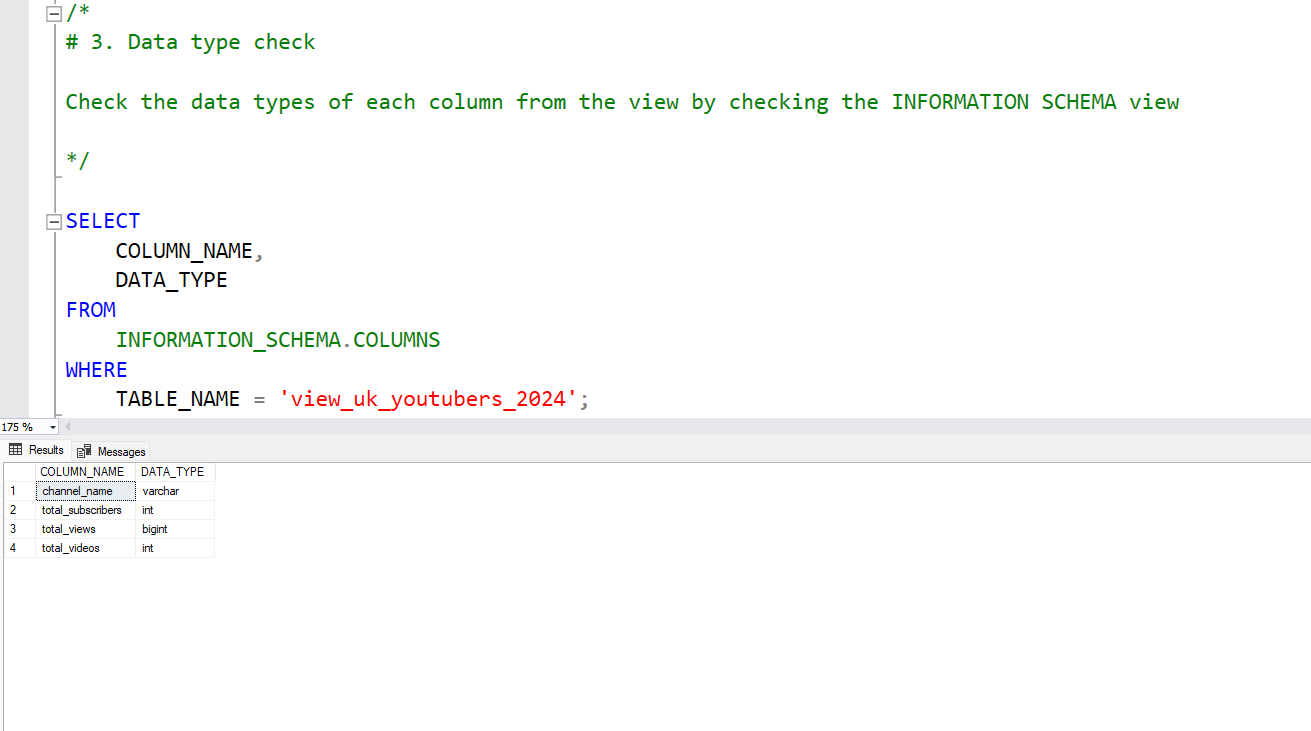 /*
# 3. Data type check
Check the data types of each column from the view by checking the INFORMATION SCHEMA view
*/
SELECT
COLUMN_NAME,
DATA_TYPE
FROM
INFORMATION_SCHEMA.COLUMNS
WHERE
TABLE_NAME = 'view_uk_youtubers_2024';
175 %
Results Messages
COLUMN_NAME DATA_TYPE
1 channel_name varchar
2 total_subscribers int
3 total_views bigint
4 total_videos int